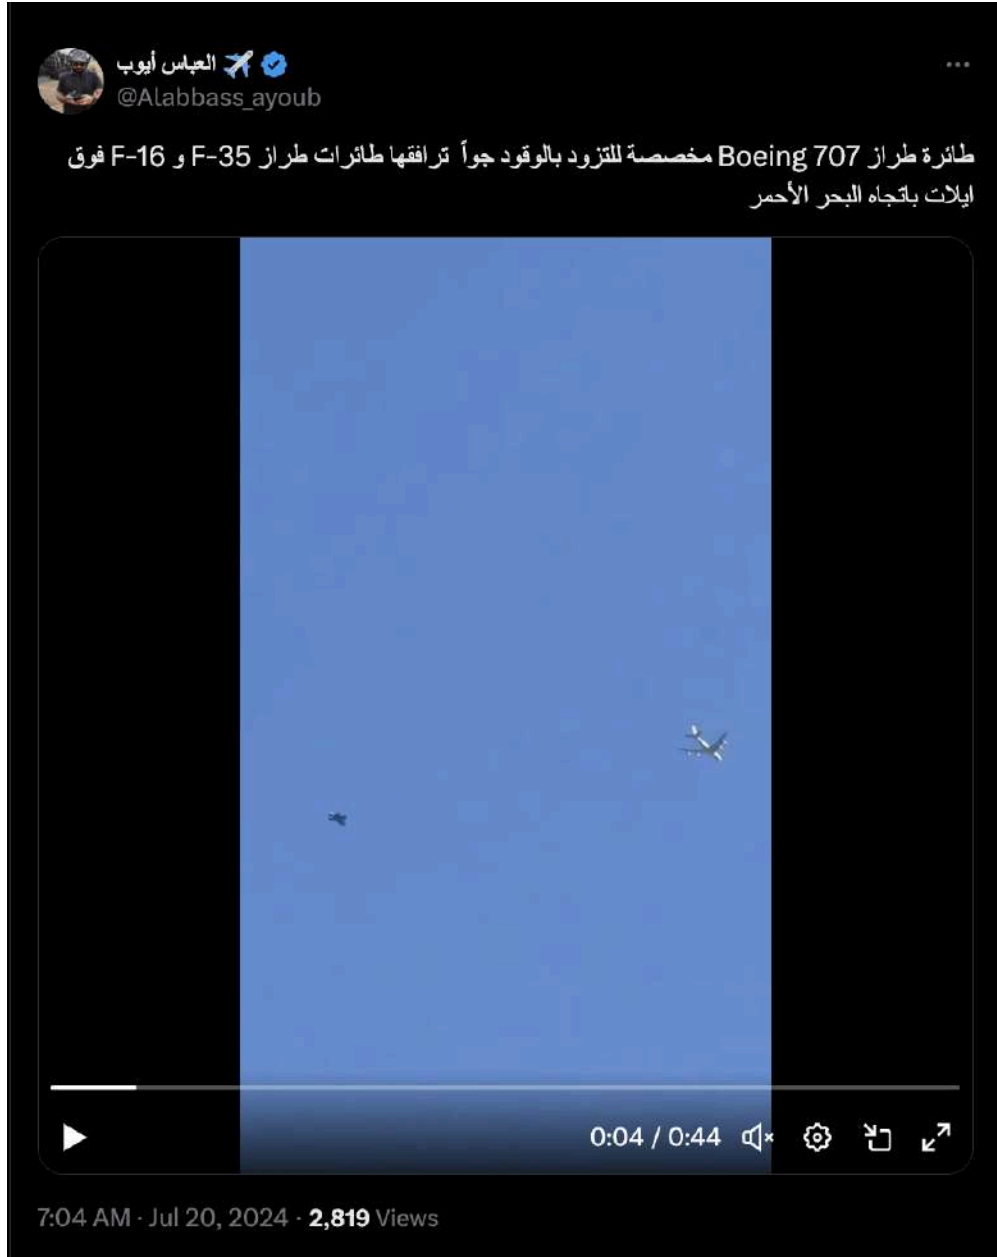 العباس أيوب
@Alabbass_ayoub
طائرة طراز Boeing 707 مخصصة للتزود بالوقود جواً ترافقها طائرات طراز F-35 و F-16 فوق
ايلات باتجاه البحر الأحمر
0:04 / 0:44
7:04 AM · Jul 20, 2024 · 2,819 Views